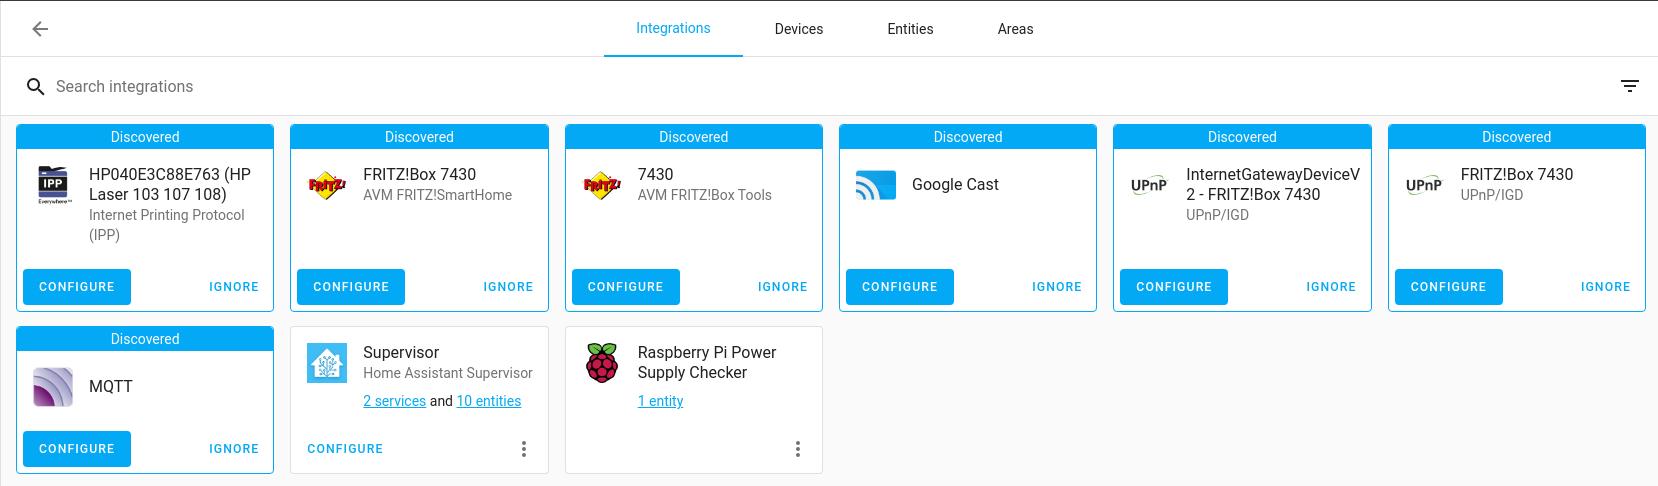 Integrations Devices Entities Areas
Search integrations
Discovered
IPP
Everywhere™
HP040E3C88E763 (HP
Laser 103 107 108)
Internet Printing Protocol
(IPP)
CONFIGURE IGNORE
Discovered
FRITZ!
FRITZ!Box 7430
AVM FRITZ!SmartHome
CONFIGURE IGNORE
Discovered
FRITZ!
7430
AVM FRITZ!Box Tools
CONFIGURE IGNORE
Discovered
Google Cast
CONFIGURE IGNORE
Discovered
UPnP
InternetGatewayDeviceV
2 - FRITZ!Box 7430
UPnP/IGD
CONFIGURE IGNORE
Discovered
UPnP
FRITZ!Box 7430
UPnP/IGD
CONFIGURE IGNORE
Discovered
MQTT
CONFIGURE IGNORE
Supervisor
Home Assistant Supervisor
2 services and 10 entities
CONFIGURE
Raspberry Pi Power
Supply Checker
1 entity